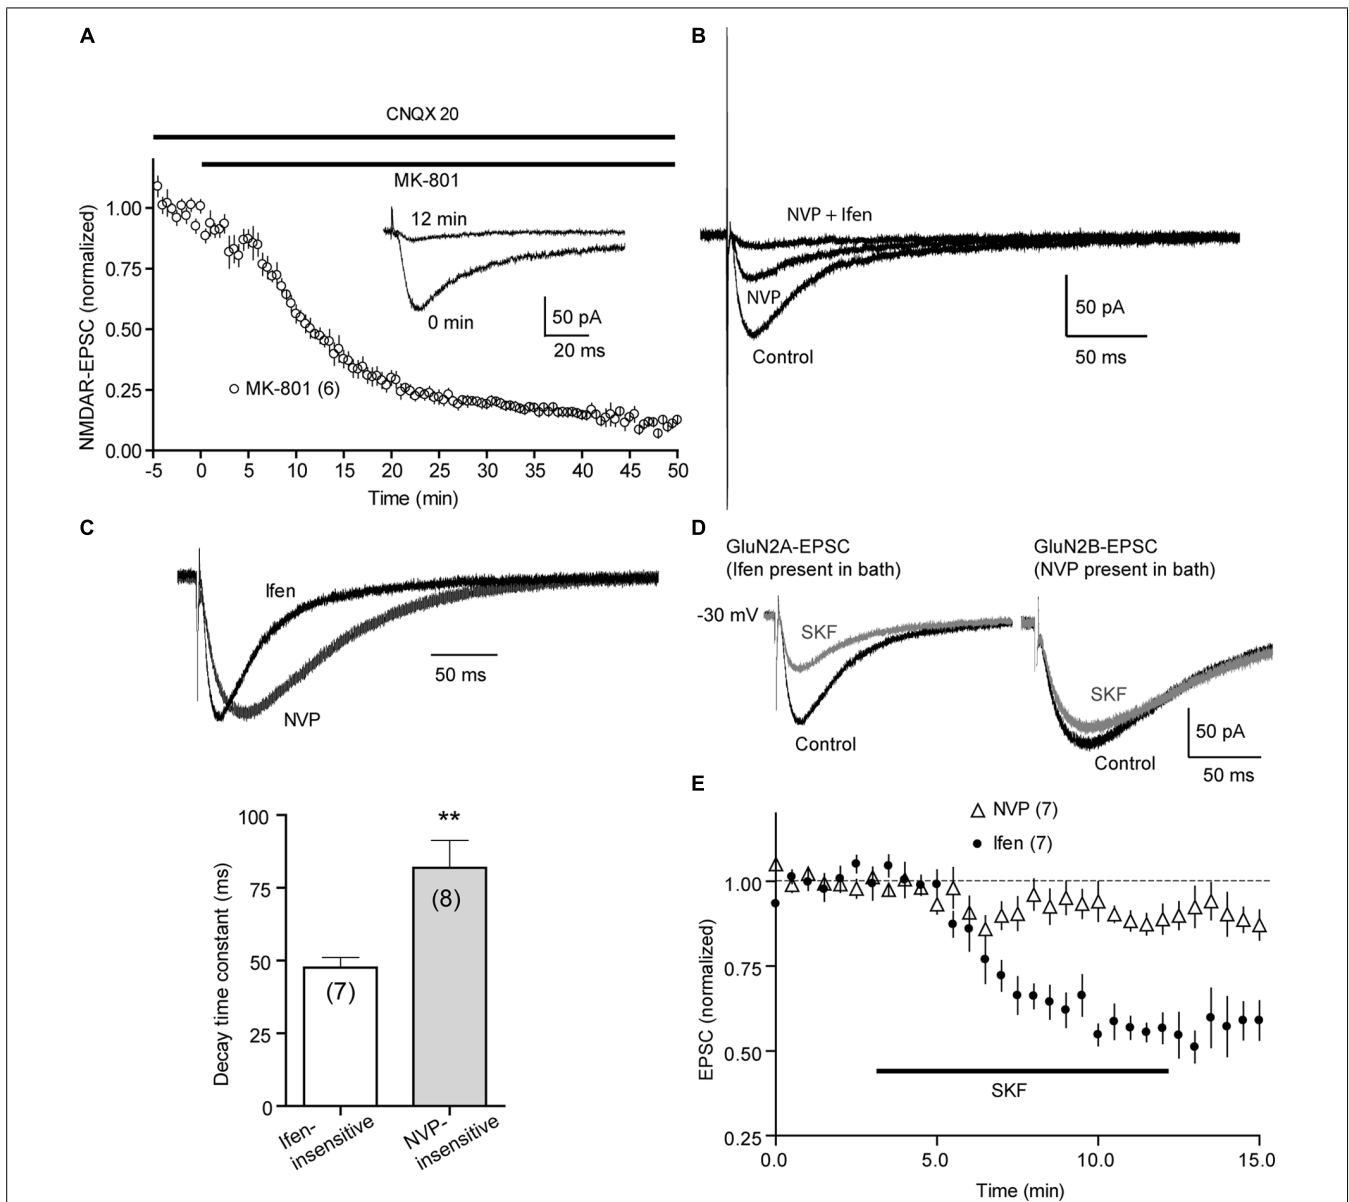 A
CNQX 20
MK-801
NMDAR-EPSC (normalized)
1.00
0.75
0.50
0.25
0.00
12 min
0 min
50 pA
20 ms
MK-801 (6)
-5 0 5 10 15 20 25 30 35 40 45 50
Time (min)
B
NVP + Ifen
NVP
Control
50 pA
50 ms
C
Ifen
NVP
50 ms
Decay time constant (ms)
100
75
50
25
0
**
(7)
(8)
Ifen-
insensitive
NVP-
insensitive
D
GluN2A-EPSC
(Ifen present in bath)
-30 mV
SKF
Control
GluN2B-EPSC
(NVP present in bath)
SKF
Control
50 pA
50 ms
E
NVP (7)
Ifen (7)
EPSC (normalized)
1.00
0.75
0.50
0.25
SKF
0.0 5.0 10.0 15.0
Time (min)